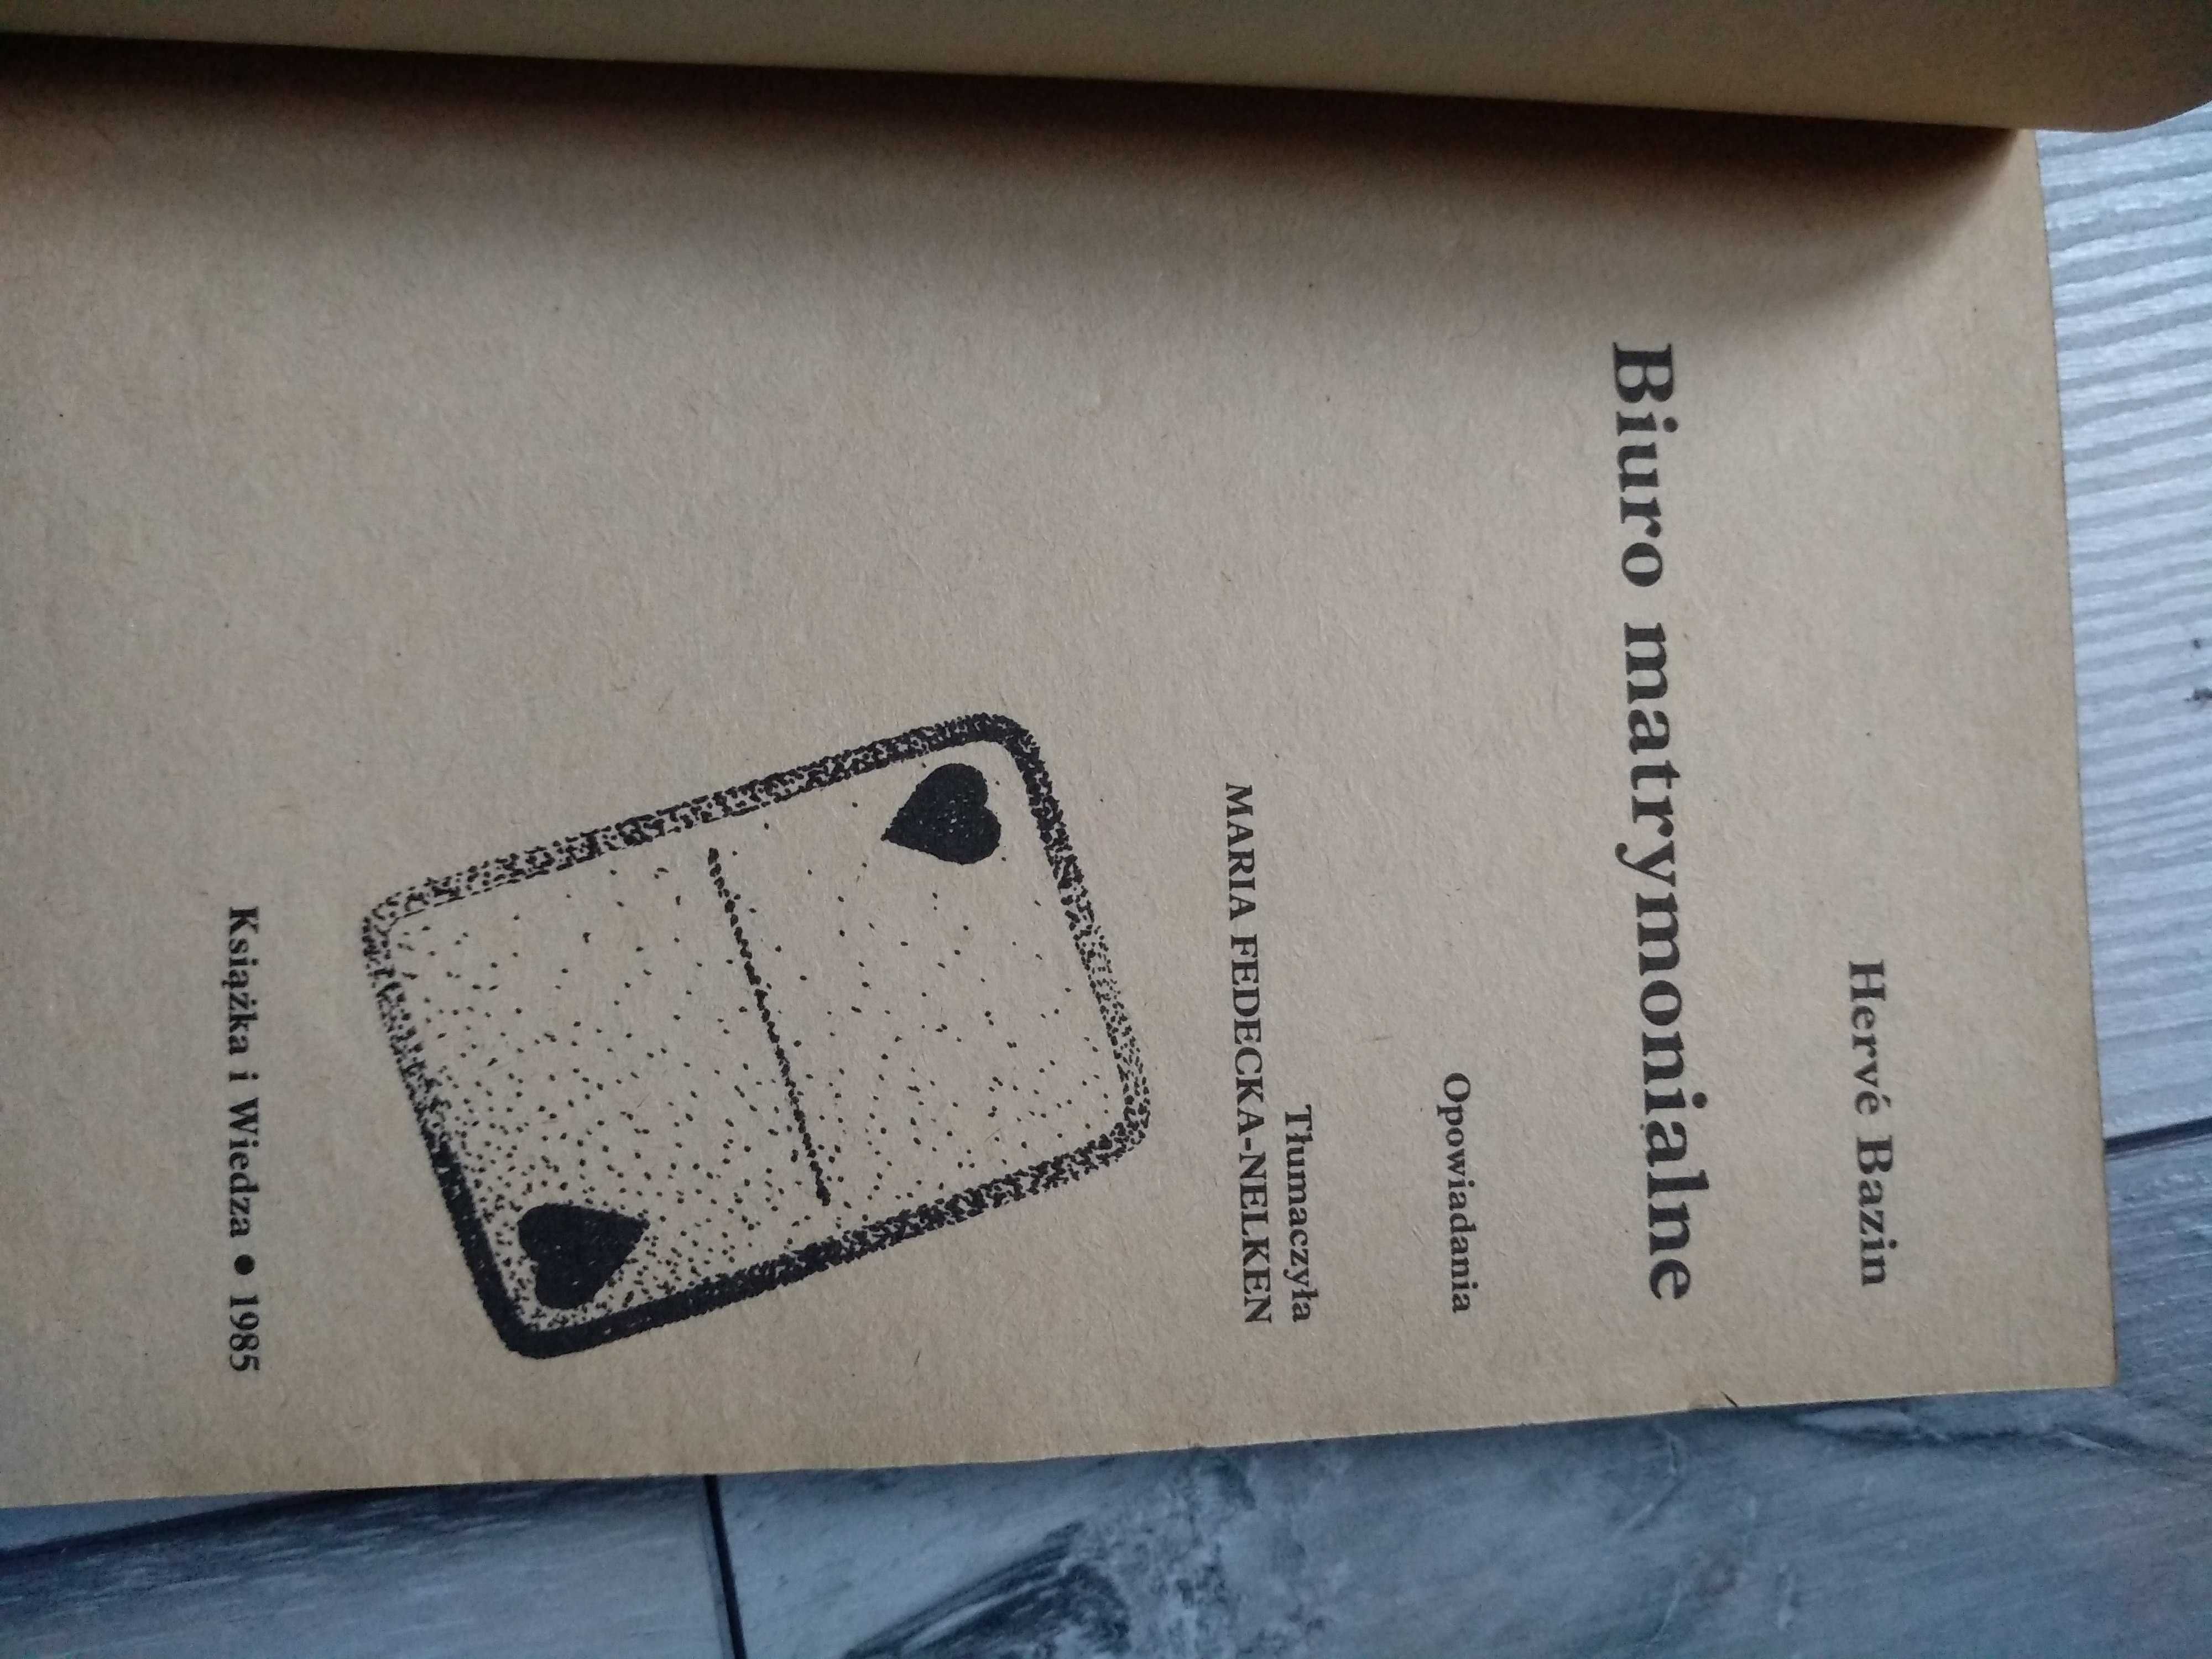 Hervé Bazin
Biuro matrymonialne
Opowiadania
Tłumaczyła
MARIA FEDECKA-NELKEN
Książka i Wiedza ● 1985